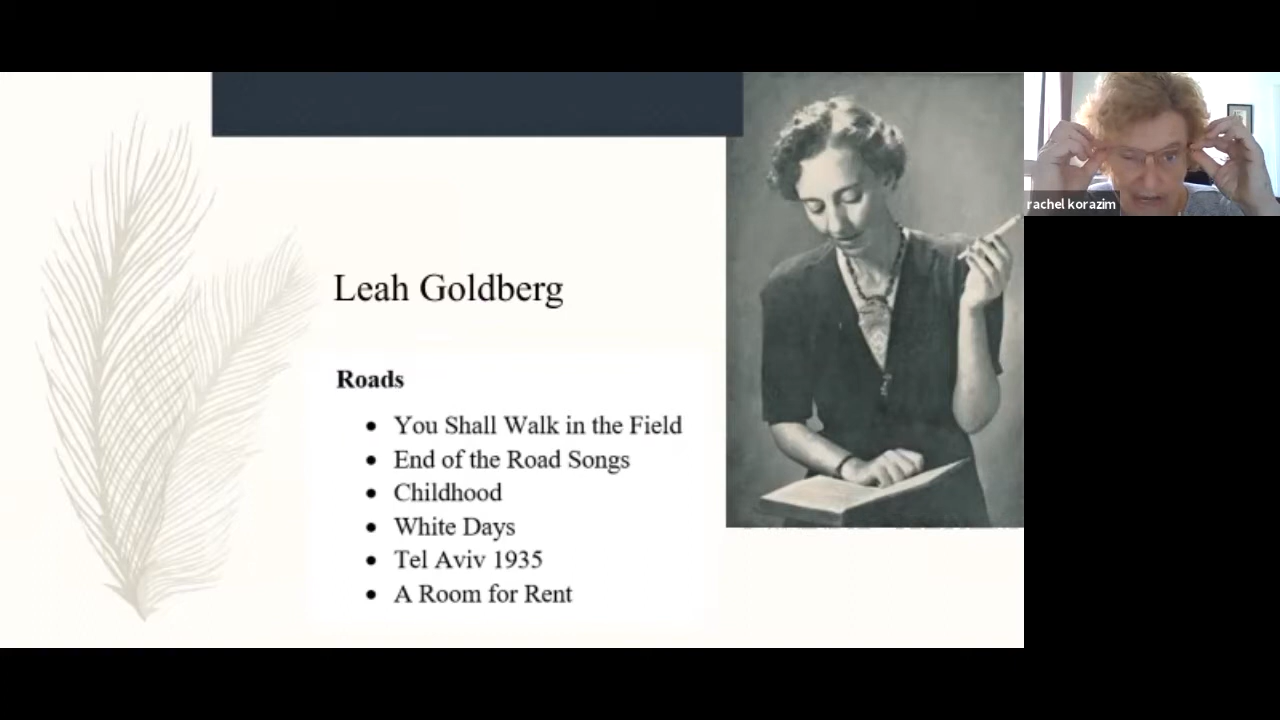 Leah Goldberg
Roads
• You Shall Walk in the Field
• End of the Road Songs
• Childhood
• White Days
• Tel Aviv 1935
• A Room for Rent
rachel korazim